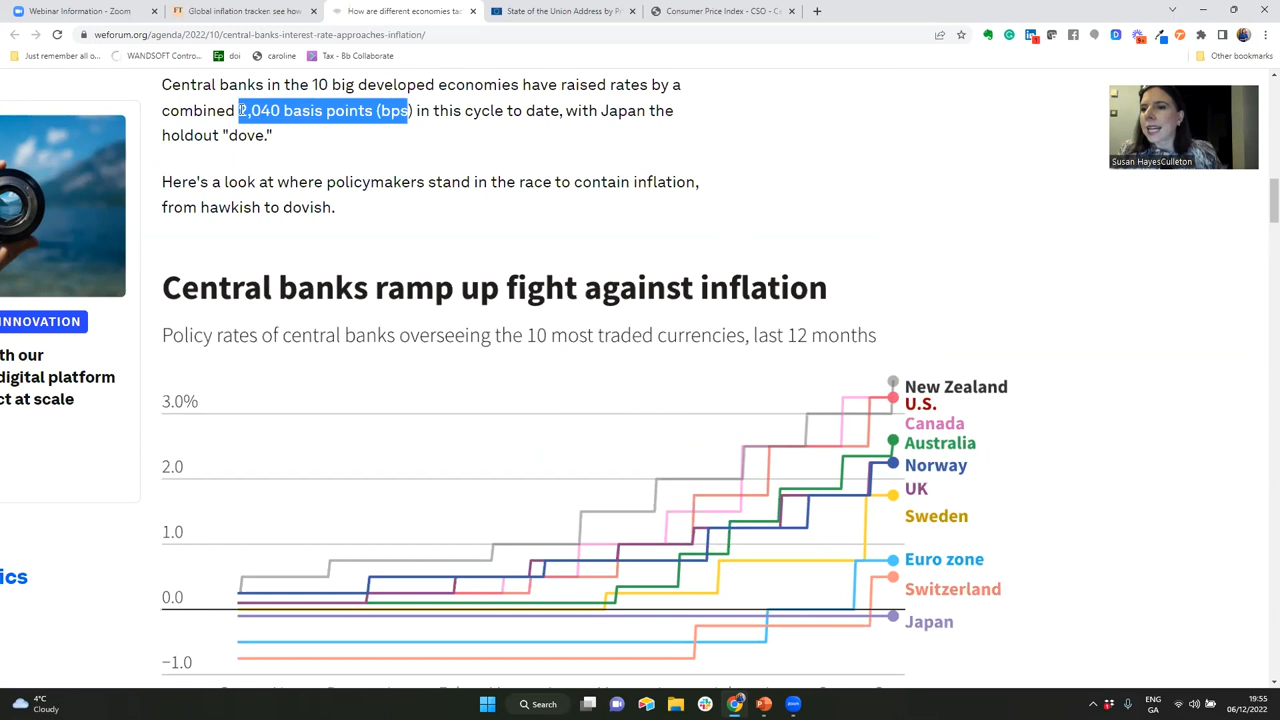 Webinar Information - Zoom
Global inflation tracker: see how
How are different economies tac
State of the Union Address by Pr
Consumer Price Index - CSO - C
weforum.org/agenda/2022/10/central-banks-interest-rate-approaches-inflation/
Just remember all o...
WANDSOFT Consult...
doi
caroline
Tax - Bb Collaborate
Other bookmarks
Central banks in the 10 big developed economies have raised rates by a
combined ,040 basis points (bps) in this cycle to date, with Japan the
holdout "dove."
Here's a look at where policymakers stand in the race to contain inflation,
from hawkish to dovish.
Susan HayesCulleton
INNOVATION
th our
digital platform
ct at scale
ics
Central banks ramp up fight against inflation
Policy rates of central banks overseeing the 10 most traded currencies, last 12 months
3.0%
2.0
1.0
0.0
−1.0
New Zealand
U.S.
Canada
Australia
Norway
UK
Sweden
Euro zone
Switzerland
Japan
4°C
Cloudy
Search
ENG
GA
19:55
06/12/2022